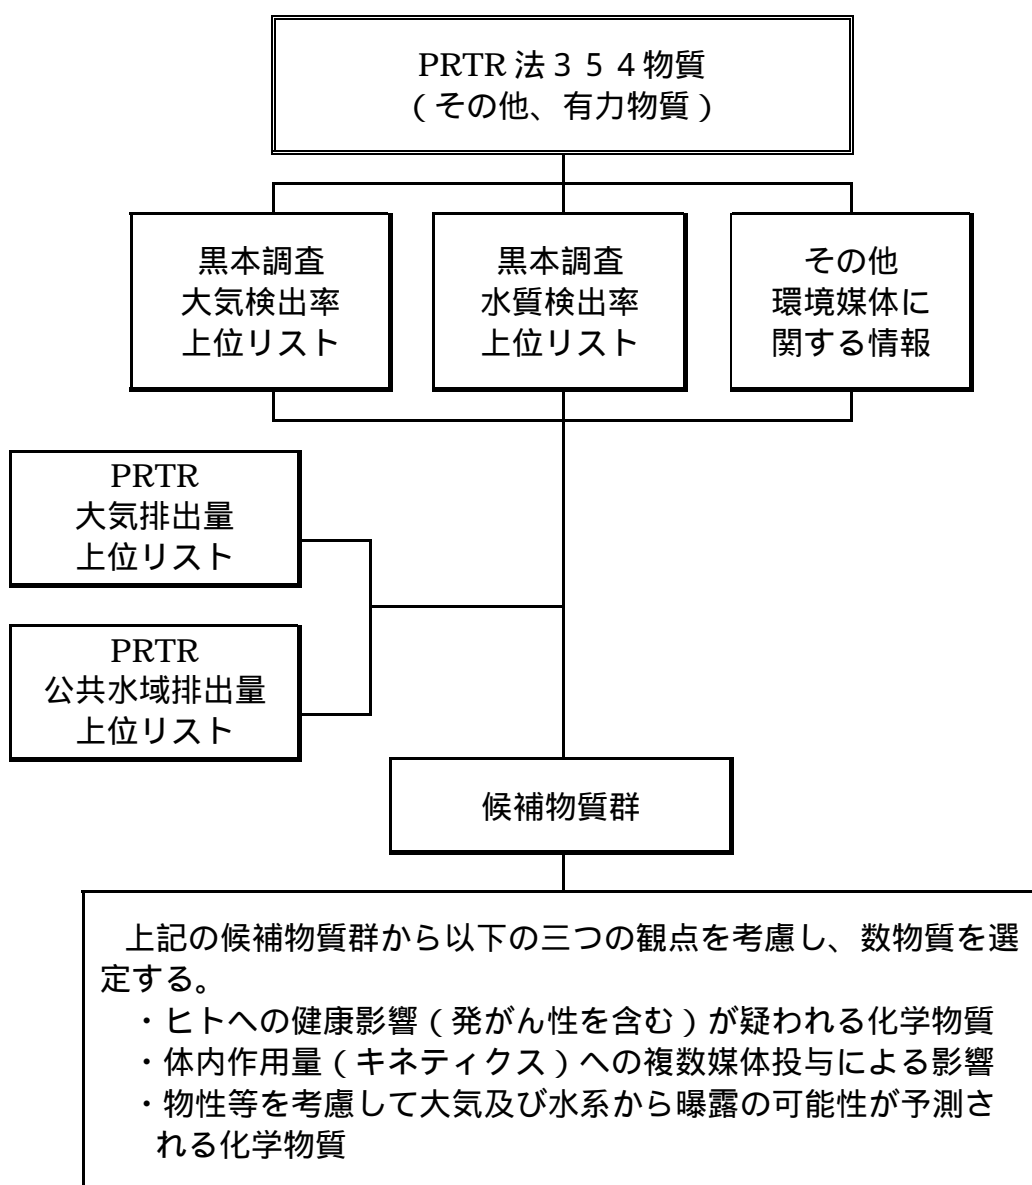 PRTR 法３５４物質
（その他、有力物質）
黒本調査
大気検出率
上位リスト
黒本調査
水質検出率
上位リスト
その他
環境媒体に
関する情報
PRTR
大気排出量
上位リスト
PRTR
公共水域排出量
上位リスト
候補物質群
上記の候補物質群から以下の三つの観点を考慮し、数物質を選
定する。
・ヒトへの健康影響（発がん性を含む）が疑われる化学物質
・体内作用量（キネティクス）への複数媒体投与による影響
・物性等を考慮して大気及び水系から曝露の可能性が予測さ
れる化学物質